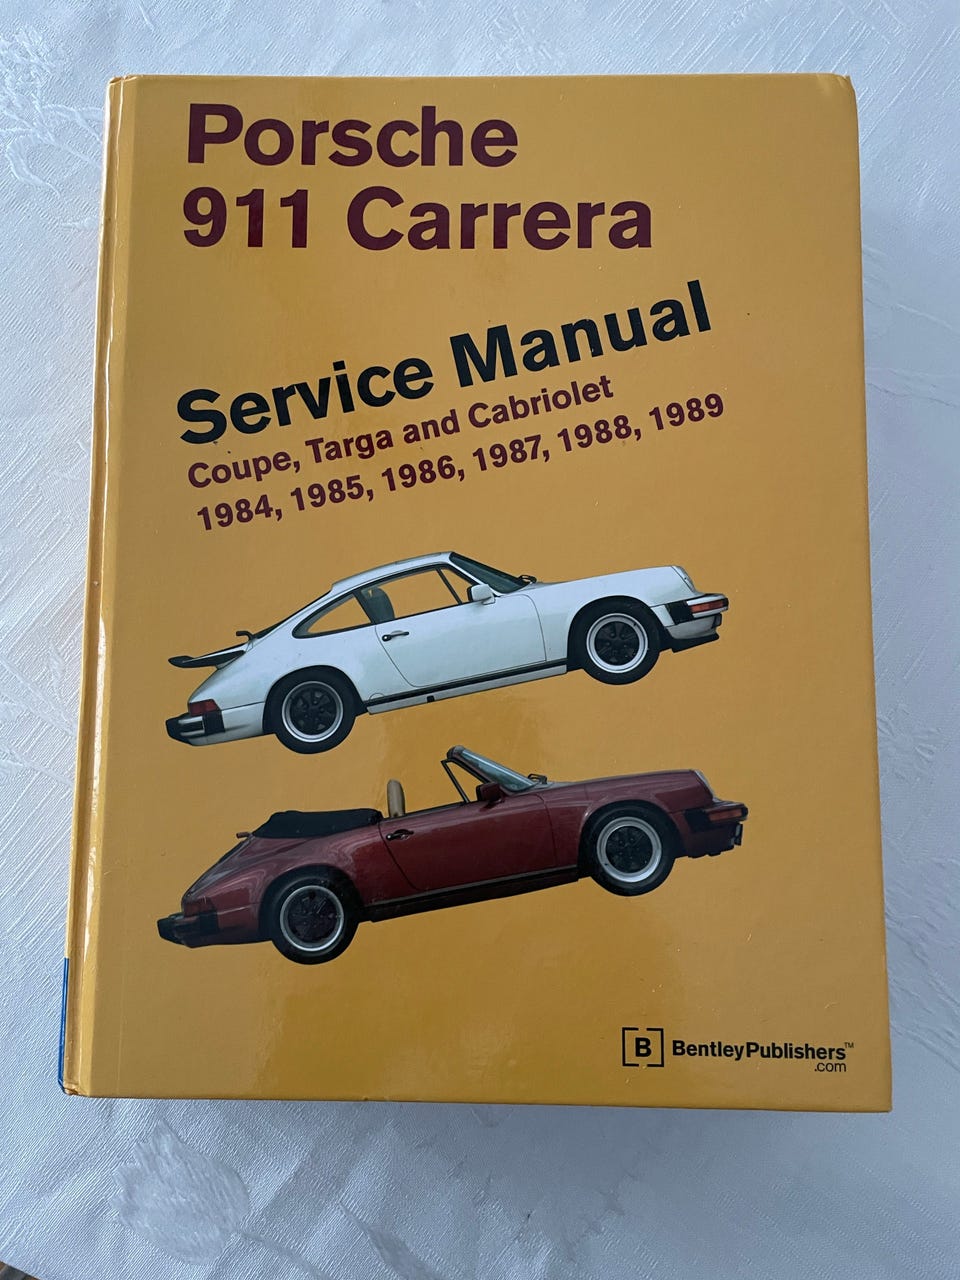 Porsche
911 Carrera
Service Manual
Coupe, Targa and Cabriolet
1984, 1985, 1986, 1987, 1988, 1989
B BentleyPublishers™
.com